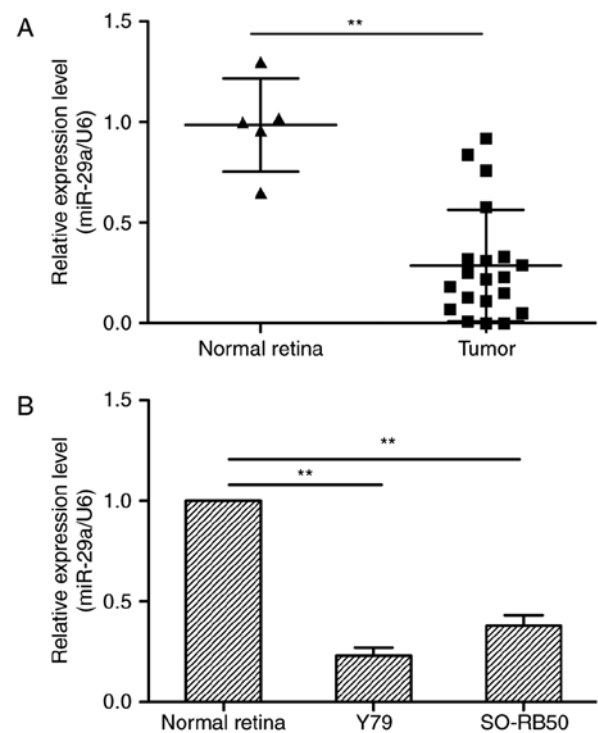 A
Relative expression level
(miR-29a/U6)
1.5
1.0
0.5
0.0
**
Normal retina
Tumor
B
Relative expression level
(miR-29a/U6)
1.5
1.0
0.5
0.0
**
**
Normal retina
Y79
SO-RB50